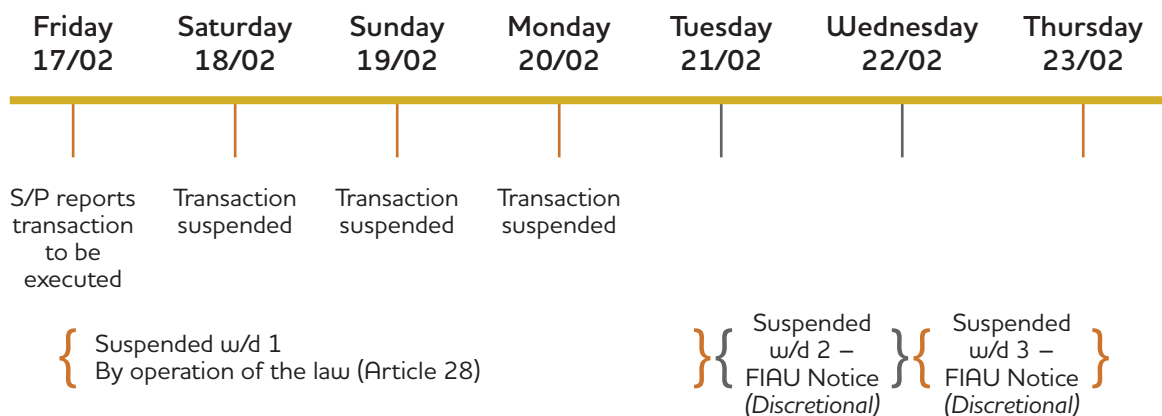 Friday
17/02
Saturday
18/02
Sunday
19/02
Monday
20/02
Tuesday
21/02
Wednesday
22/02
Thursday
23/02
S/P reports
transaction
to be
executed
Transaction
suspended
Transaction
suspended
Transaction
suspended
{ Suspended w/d 1
By operation of the law (Article 28) }
{ Suspended
w/d 2 –
FIAU Notice
(Discretional) }
{ Suspended
w/d 3 –
FIAU Notice
(Discretional) }